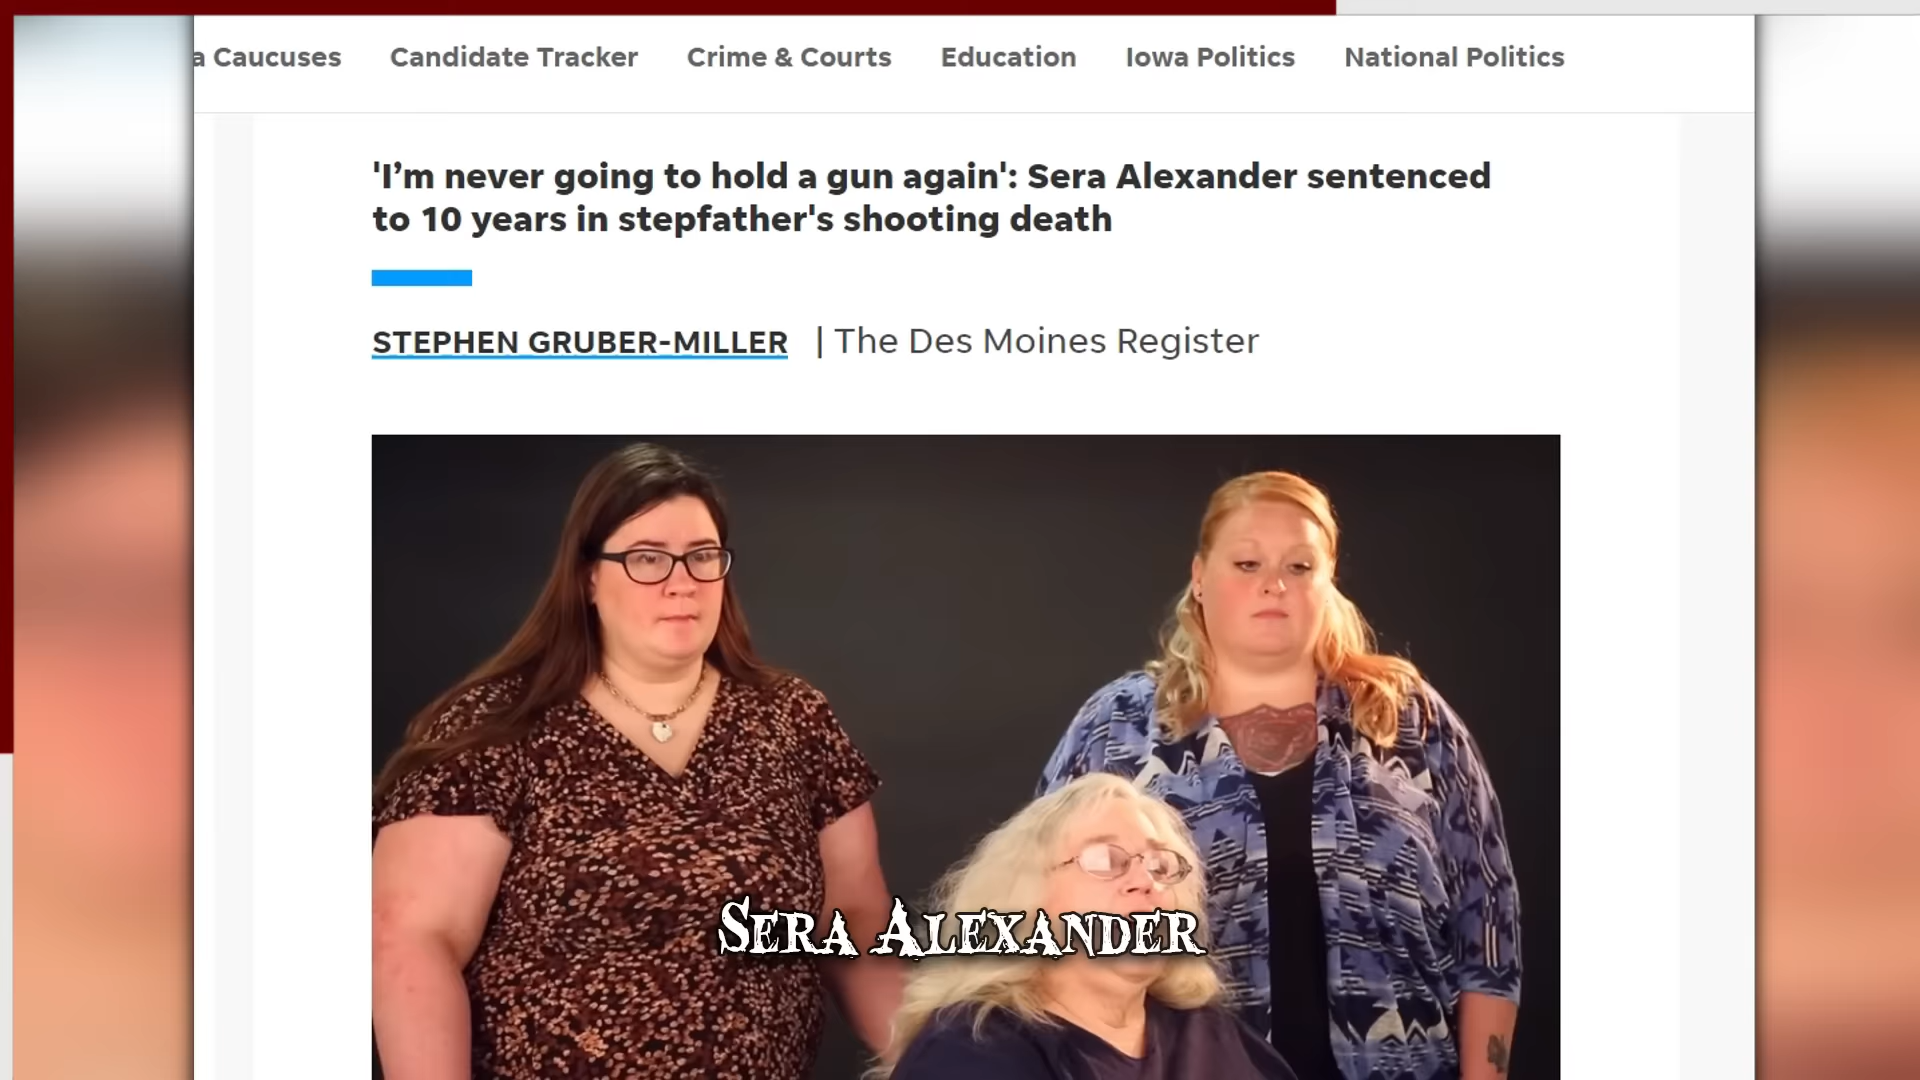 a Caucuses Candidate Tracker Crime & Courts Education Iowa Politics National Politics
'I’m never going to hold a gun again': Sera Alexander sentenced
to 10 years in stepfather's shooting death
STEPHEN GRUBER-MILLER | The Des Moines Register
SERA ALEXANDER